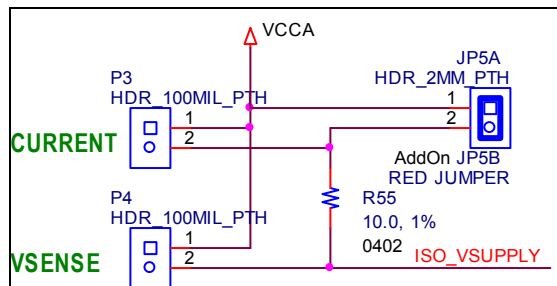 VCCA
JP5A
HDR_2MM_PTH
P3
HDR_100MIL_PTH
1
2
CURRENT
1
2
AddOn JP5B
RED JUMPER
P4
HDR_100MIL_PTH
R55
10.0, 1%
0402
1
2
VSENSE
ISO_VSUPPLY